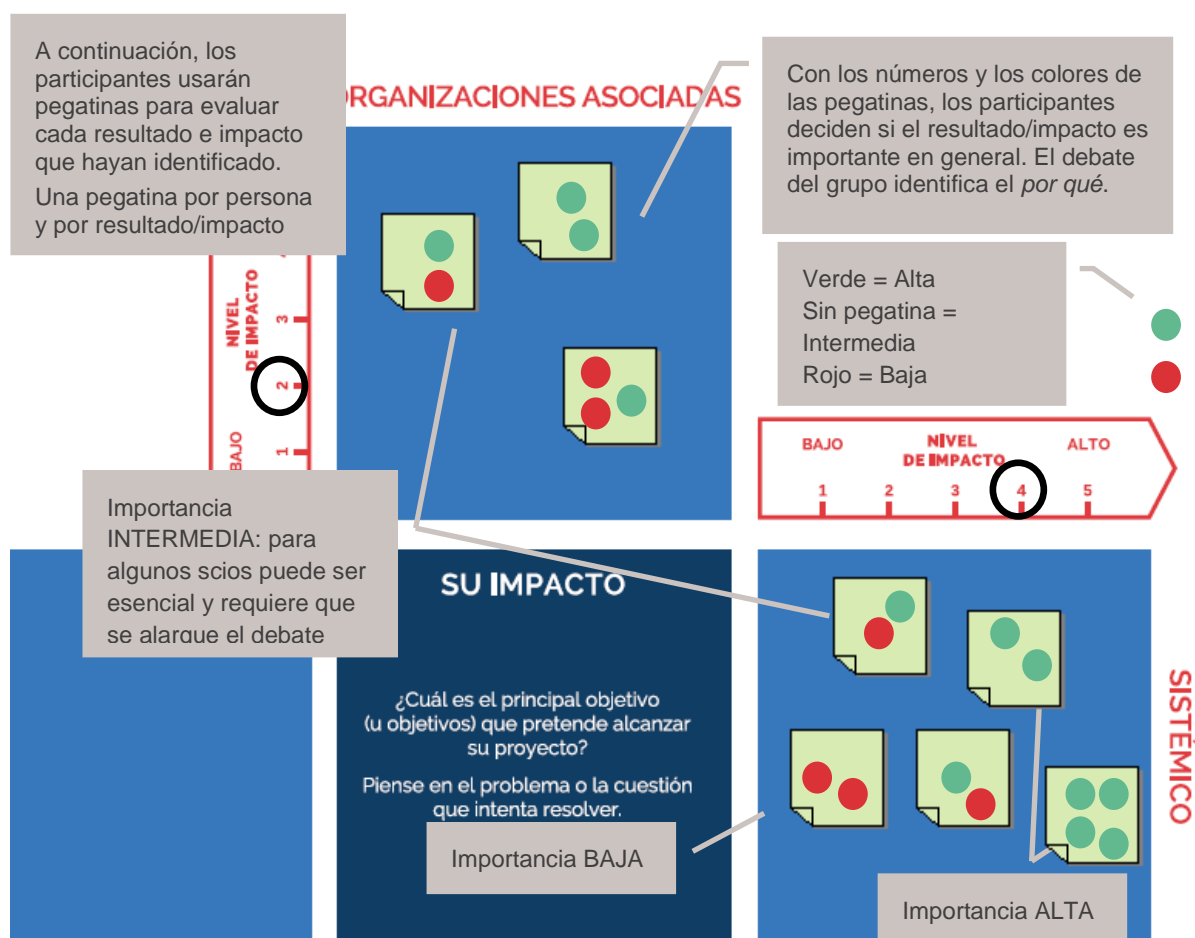 A continuación, los
participantes usarán
pegatinas para evaluar
cada resultado e impacto
que hayan identificado.
Una pegatina por persona
y por resultado/impacto
RGANIZACIONES ASOCIADAS
Con los números y los colores de
las pegatinas, los participantes
deciden si el resultado/impacto es
importante en general. El debate
del grupo identifica el por qué.
Verde = Alta
Sin pegatina =
Intermedia
Rojo = Baja
NIVEL
DE IMPACTO
3
2
1
BAJO
BAJO
NIVEL
DE IMPACTO
ALTO
1 2 3 4 5
Importancia
INTERMEDIA: para
algunos scios puede ser
esencial y requiere que
se alargue el debate
SU IMPACTO
¿Cuál es el principal objetivo
(u objetivos) que pretende alcanzar
su proyecto?
Piense en el problema o la cuestión
que intenta resolver.
SISTÉMICO
Importancia BAJA
Importancia ALTA